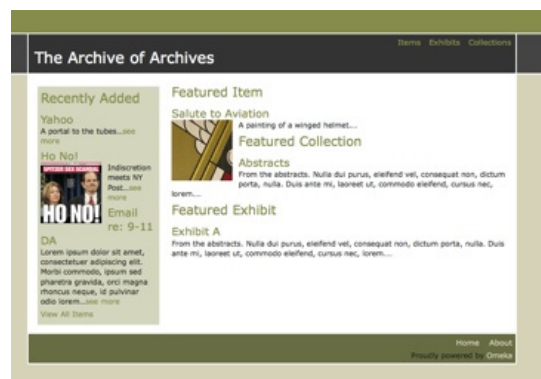 Items Exhibits Collections
The Archive of Archives
Recently Added
Yahoo
A portal to the tubes...see
more
Ho No!
SPITZER SEX SCANDAL
HO NO!
Indiscretion
meets NY
Post...see
more
Email
re: 9-11
DA
Lorem ipsum dolor sit amet,
consectetuer adipiscing elit.
Morbi commodo, ipsum sed
pharetra gravida, orci magna
rhoncus neque, id pulvinar
odio lorem...see more
View All Items
Featured Item
Salute to Aviation
A painting of a winged helmet...
Featured Collection
Abstracts
From the abstracts. Nulla dui purus, eleifend vel, consequat non, dictum
porta, nulla. Duis ante mi, laoreet ut, commodo eleifend, cursus nec,
lorem....
Featured Exhibit
Exhibit A
From the abstracts. Nulla dui purus, eleifend vel, consequat non, dictum porta, nulla. Duis
ante mi, laoreet ut, commodo eleifend, cursus nec, lorem....
Home About
Proudly powered by Omeka